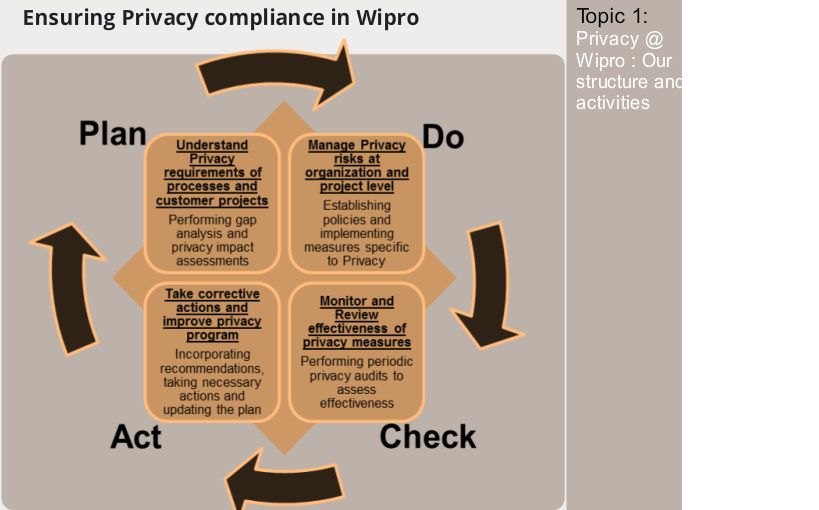 Ensuring Privacy compliance in Wipro
Topic 1:
Privacy @
Wipro : Our
structure and
activities
Plan
Do
Understand
Privacy
requirements of
processes and
customer projects
Performing gap
analysis and
privacy impact
assessments
Manage Privacy
risks at
organization and
project level
Establishing
policies and
implementing
measures specific
to Privacy
Take corrective
actions and
improve privacy
program
Incorporating
recommendations,
taking necessary
actions and
updating the plan
Monitor and
Review
effectiveness of
privacy measures
Performing periodic
privacy audits to
assess
effectiveness
Act
Check